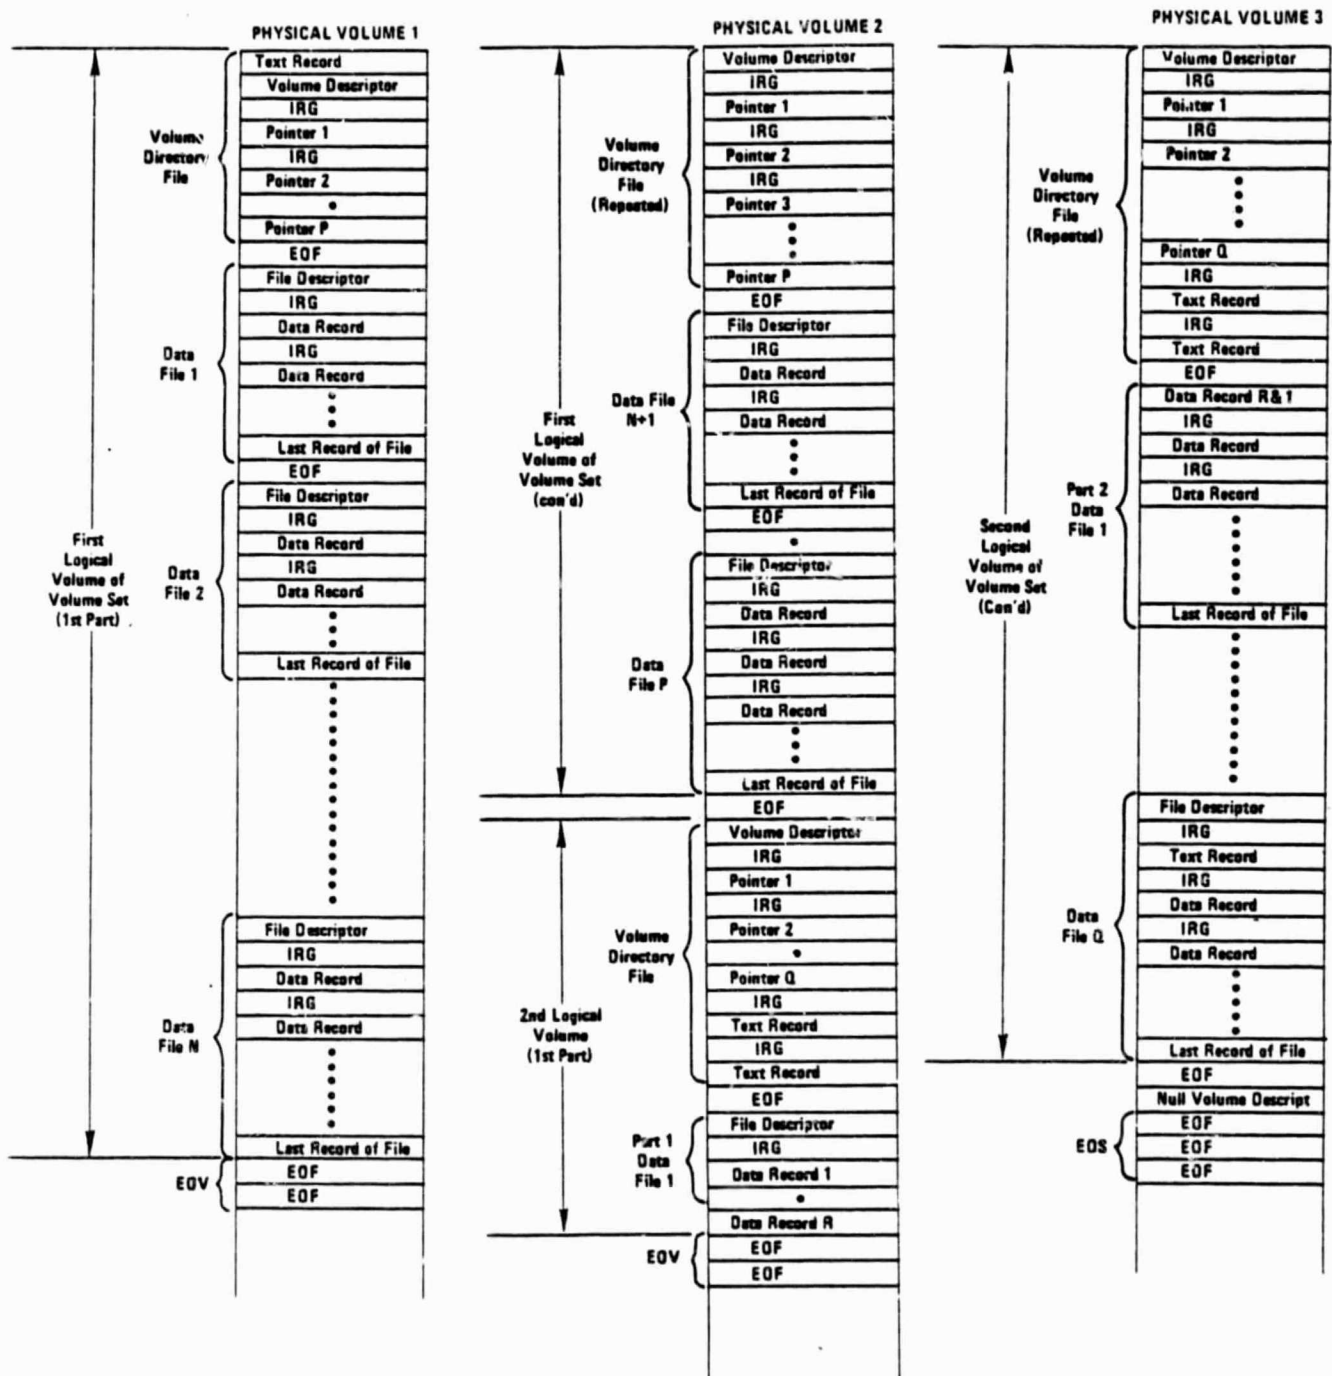 PHYSICAL VOLUME 1
Text Record
Volume Descriptor
IRG
Pointer 1
IRG
Pointer 2
Pointer P
EOF
File Descriptor
IRG
Data Record
IRG
Data Record
Last Record of File
EOF
File Descriptor
IRG
Data Record
IRG
Data Record
Last Record of File
File Descriptor
IRG
Data Record
IRG
Data Record
Last Record of File
EOF
EOF
Volume
Directory
File
Data
File 1
Data
File 2
Data
File N
EOV
First
Logical
Volume of
Volume Set
(1st Part)
PHYSICAL VOLUME 2
Volume Descriptor
IRG
Pointer 1
IRG
Pointer 2
IRG
Pointer 3
Pointer P
EOF
File Descriptor
IRG
Data Record
IRG
Data Record
Last Record of File
EOF
File Descriptor
IRG
Data Record
IRG
Data Record
IRG
Data Record
Last Record of File
EOF
Volume Descriptor
IRG
Pointer 1
IRG
Pointer 2
Pointer Q
IRG
Text Record
IRG
Text Record
EOF
File Descriptor
IRG
Data Record 1
Data Record R
EOF
EOF
Volume
Directory
File
(Repeated)
Data File
N+1
Data
File P
Volume
Directory
File
Part 1
Data
File 1
EOV
First
Logical
Volume of
Volume Set
(con'd)
2nd Logical
Volume
(1st Part)
PHYSICAL VOLUME 3
Volume Descriptor
IRG
Pointer 1
IRG
Pointer 2
Pointer Q
IRG
Text Record
IRG
Text Record
EOF
Data Record R&1
IRG
Data Record
IRG
Data Record
Last Record of File
File Descriptor
IRG
Text Record
IRG
Data Record
IRG
Data Record
Last Record of File
EOF
Null Volume Descript
EOF
EOF
EOF
Volume
Directory
File
(Repeated)
Part 2
Data
File 1
Data
File Q
EOS
Second
Logical
Volume of
Volume Set
(Con'd)